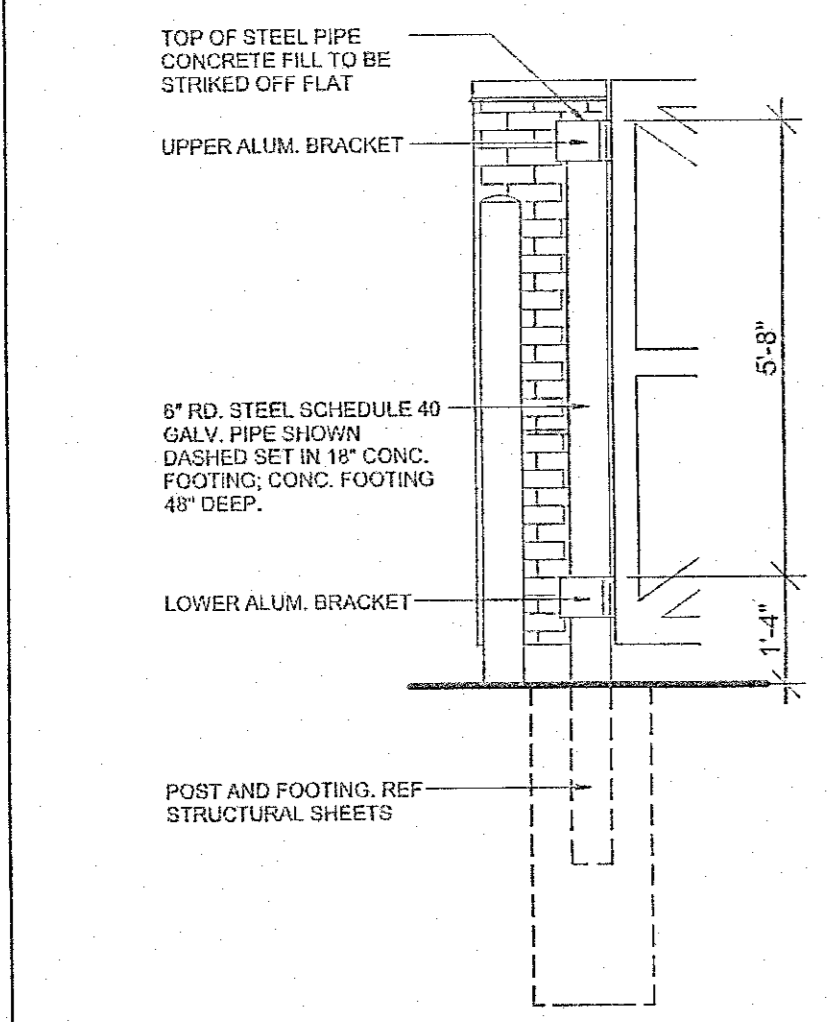 TOP OF STEEL PIPE
CONCRETE FILL TO BE
STRIKED OFF FLAT
UPPER ALUM. BRACKET
5'-8"
6" RD. STEEL SCHEDULE 40
GALV. PIPE SHOWN
DASHED SET IN 18" CONC.
FOOTING; CONC. FOOTING
48" DEEP.
LOWER ALUM. BRACKET
1'-4"
POST AND FOOTING. REF
STRUCTURAL SHEETS